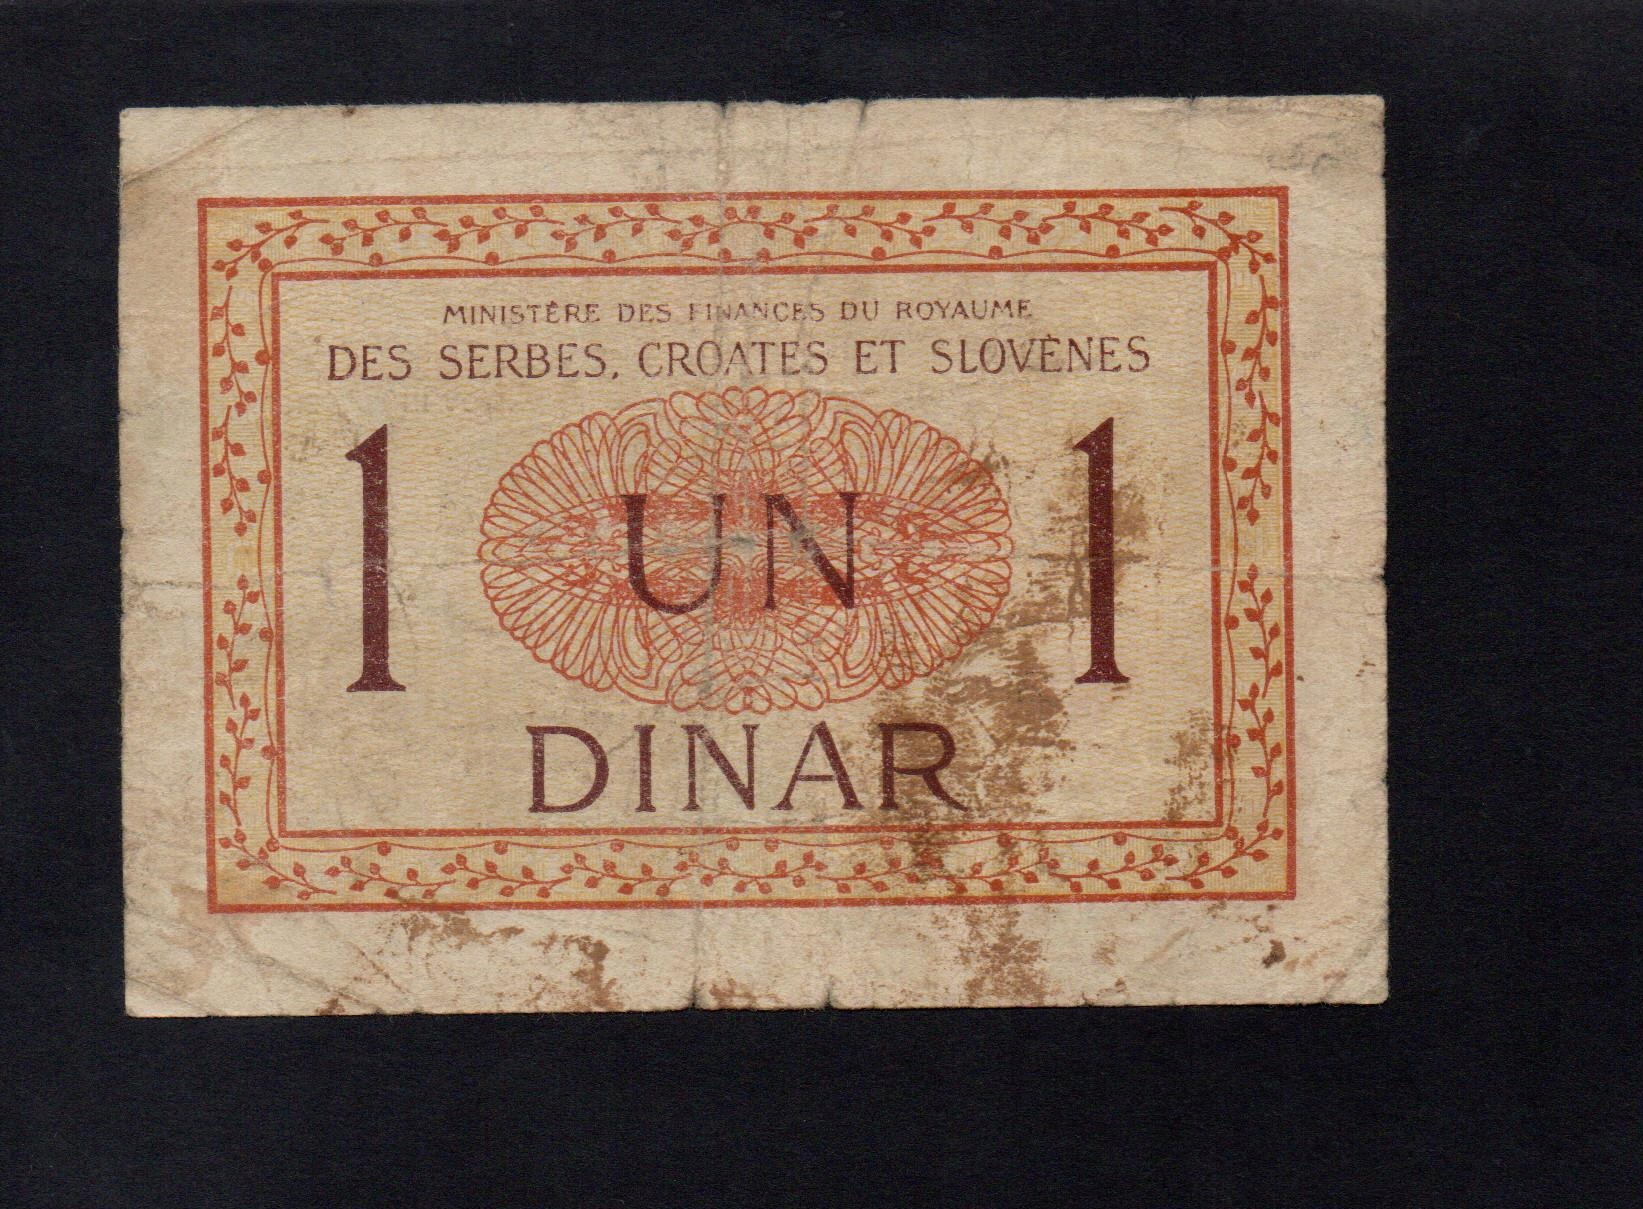 MINISTÈRE DES FINANCES DU ROYAUME
DES SERBES, CROATES ET SLOVÈNES
1 UN 1
DINAR